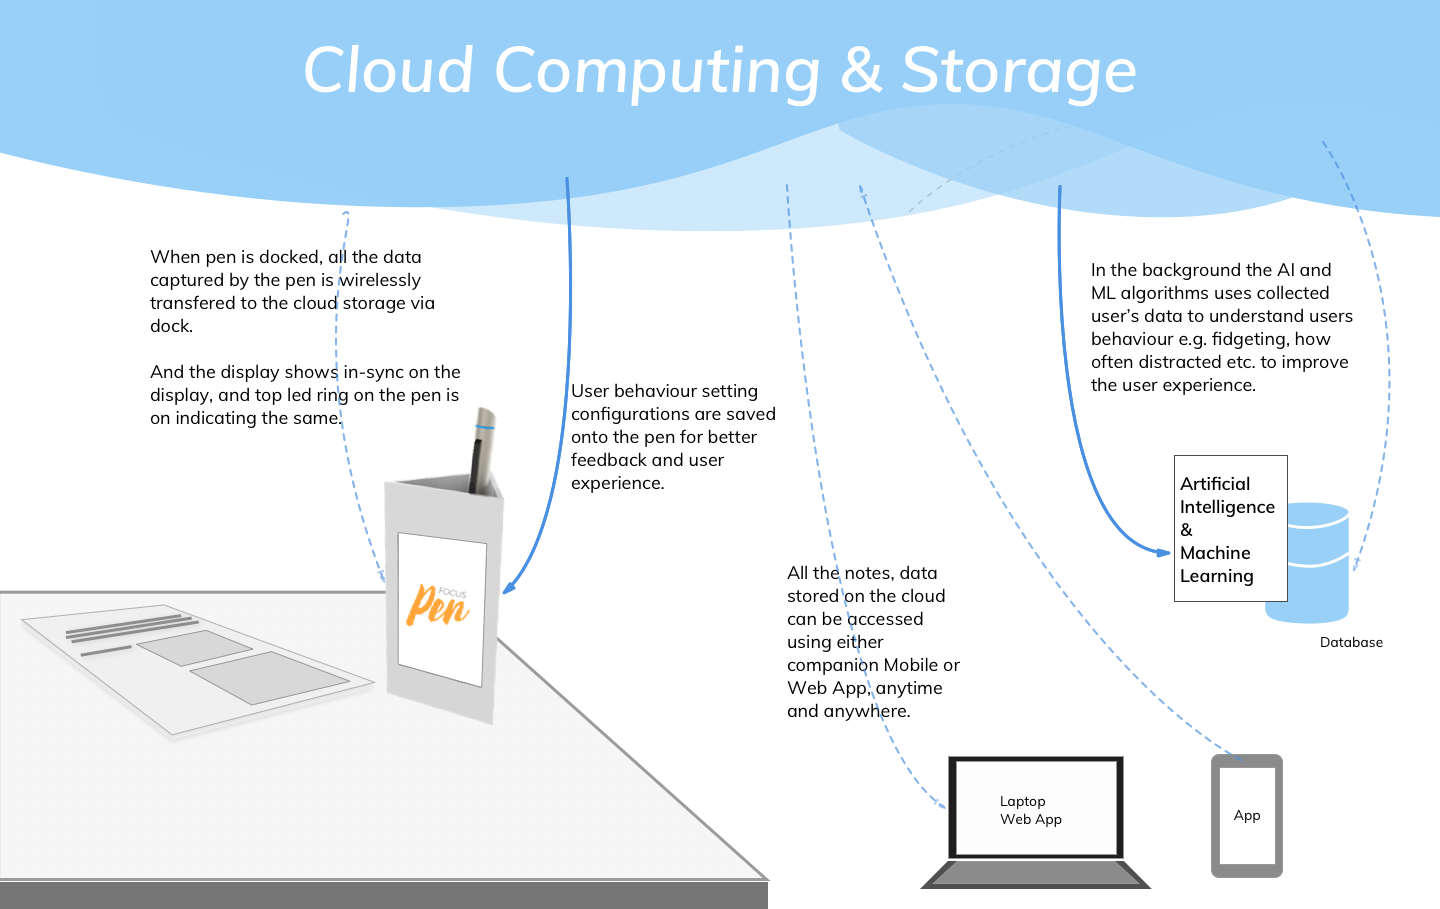 Cloud Computing & Storage
When pen is docked, all the data
captured by the pen is wirelessly
transfered to the cloud storage via
dock.
And the display shows in-sync on the
display, and top led ring on the pen is
on indicating the same.
User behaviour setting
configurations are saved
onto the pen for better
feedback and user
experience.
In the background the AI and
ML algorithms uses collected
user’s data to understand users
behaviour e.g. fidgeting, how
often distracted etc. to improve
the user experience.
Artificial
Intelligence
&
Machine
Learning
Database
FOCUS
Pen
All the notes, data
stored on the cloud
can be accessed
using either
companion Mobile or
Web App, anytime
and anywhere.
Laptop
Web App
App